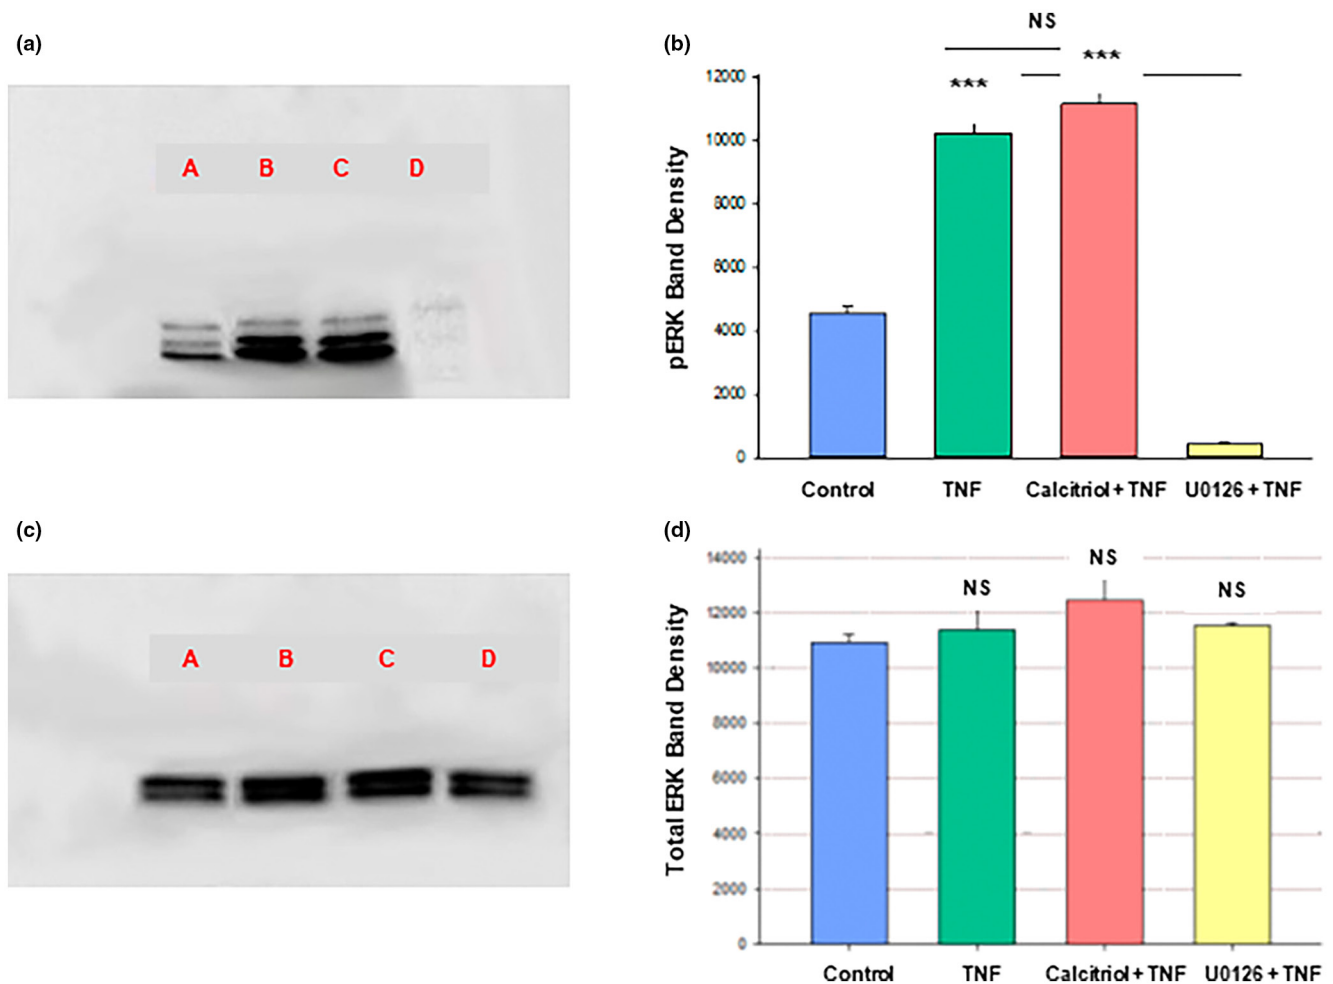 (a)
A B C D
(b)
NS
***
***
12000
10000
8000
6000
4000
2000
0
pERK Band Density
Control TNF Calcitriol + TNF U0126 + TNF
(c)
A B C D
(d)
NS
NS
NS
14000
12000
10000
8000
6000
4000
2000
0
Total ERK Band Density
Control TNF Calcitriol + TNF U0126 + TNF